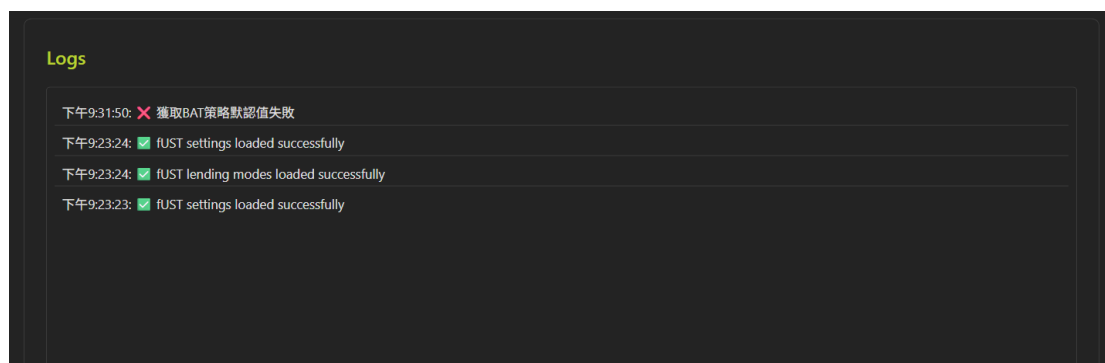 Logs
下午9:31:50: ❌ 獲取BAT策略默認值失敗
下午9:23:24: ✅ fUST settings loaded successfully
下午9:23:24: ✅ fUST lending modes loaded successfully
下午9:23:23: ✅ fUST settings loaded successfully